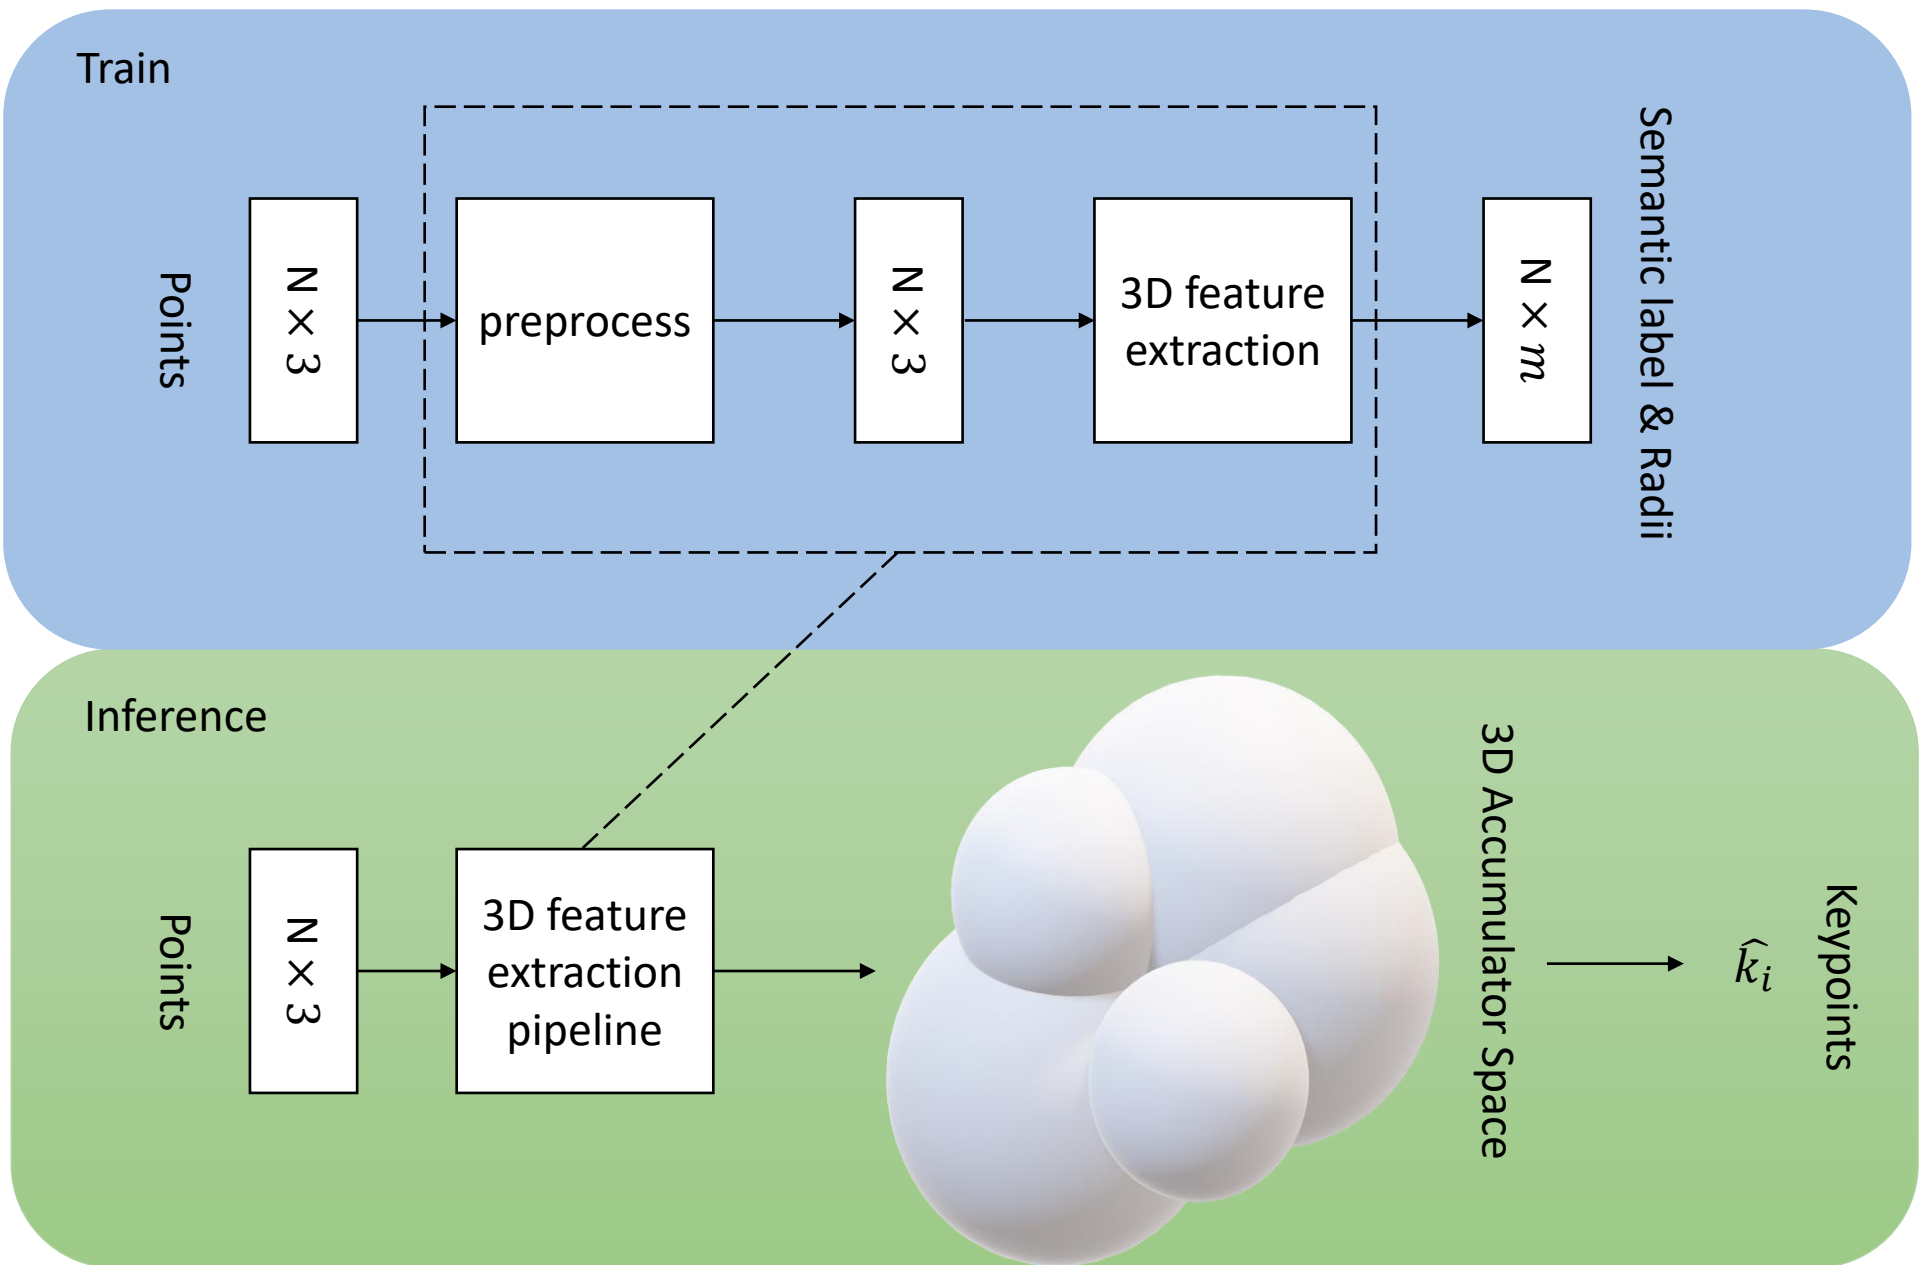 Train
Points
N × 3
preprocess
N × 3
3D feature
extraction
N × m
Semantic label & Radii
Inference
Points
N × 3
3D feature
extraction
pipeline
3D Accumulator Space
k̂ᵢ
Keypoints